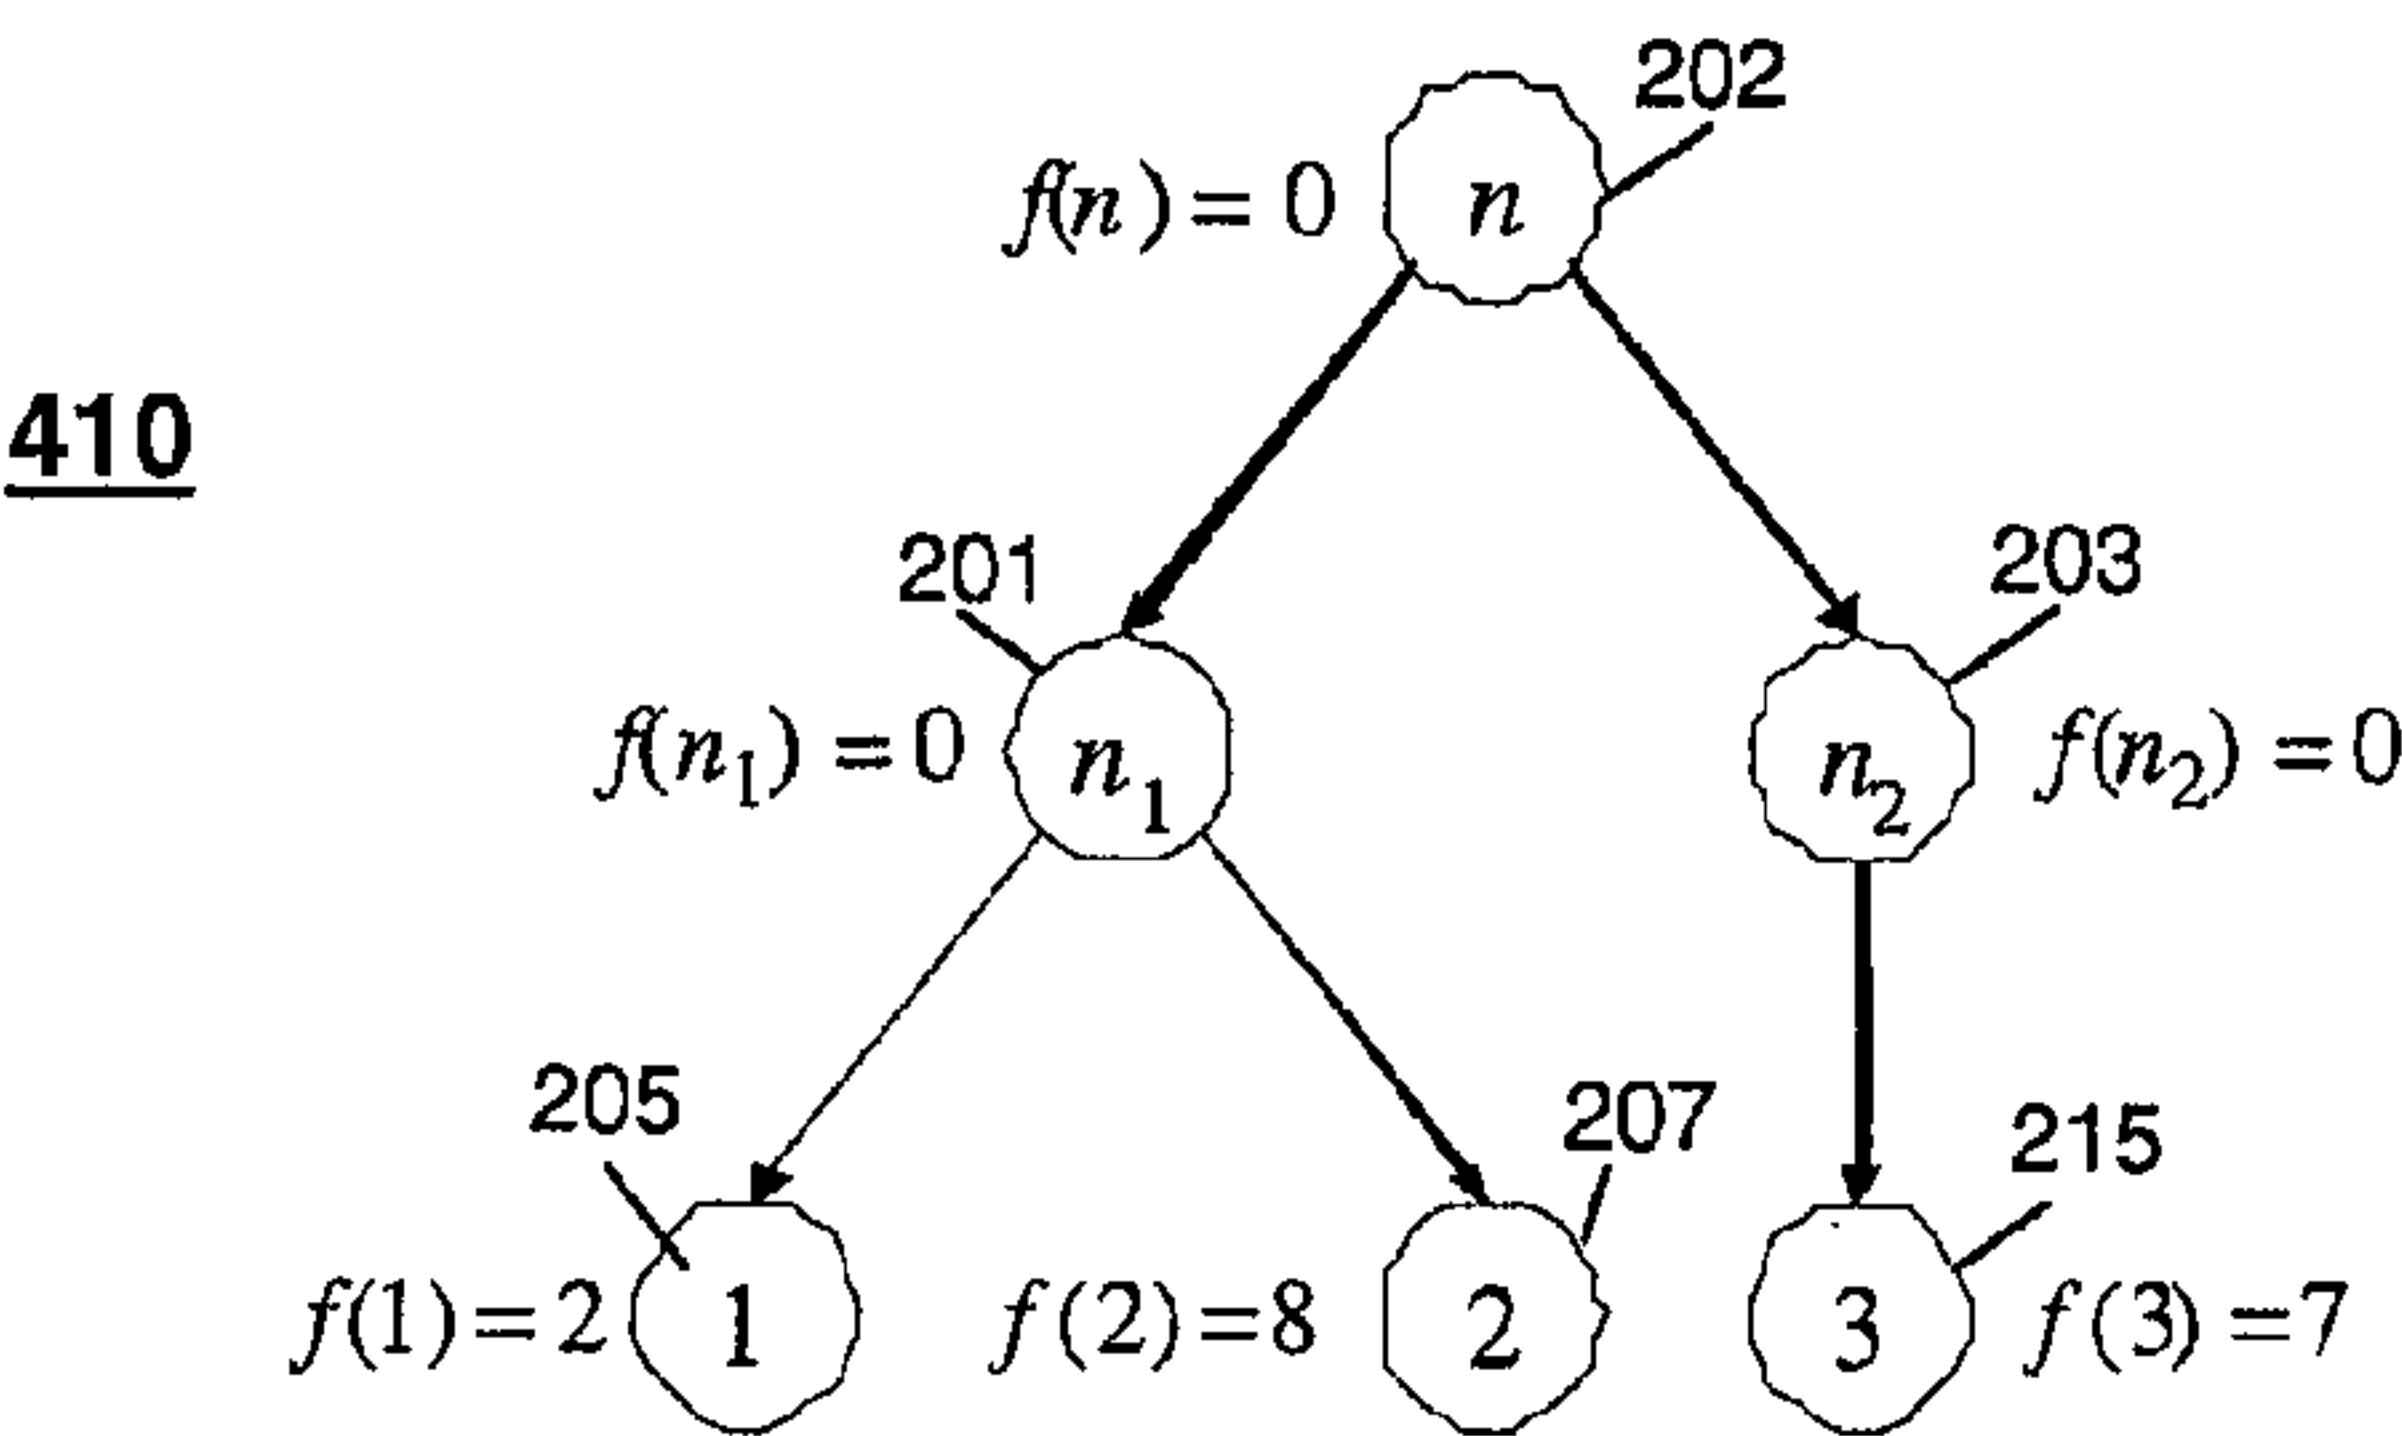 202
f(n) = 0 n
410
201
203
f(n1) = 0 n1 n2 f(n2) = 0
205 207 215
f(1) = 2 1 f(2) = 8 2 3 f(3) = 7